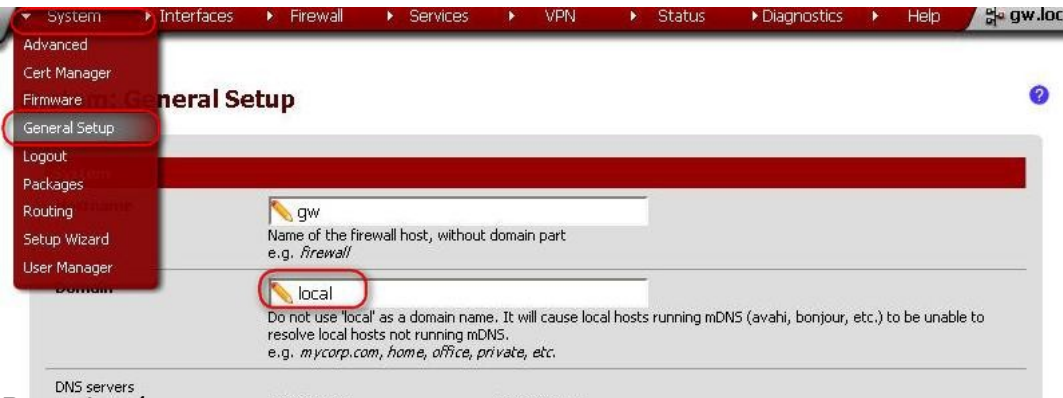 System Interfaces Firewall Services VPN Status Diagnostics Help gw.loc
Advanced
Cert Manager
Firmware
General Setup
Logout
Packages
Routing
Setup Wizard
User Manager
General Setup
gw
Name of the firewall host, without domain part
e.g. firewall
Domain
local
Do not use 'local' as a domain name. It will cause local hosts running mDNS (avahi, bonjour, etc.) to be unable to
resolve local hosts not running mDNS.
e.g. mycorp.com, home, office, private, etc.
DNS servers